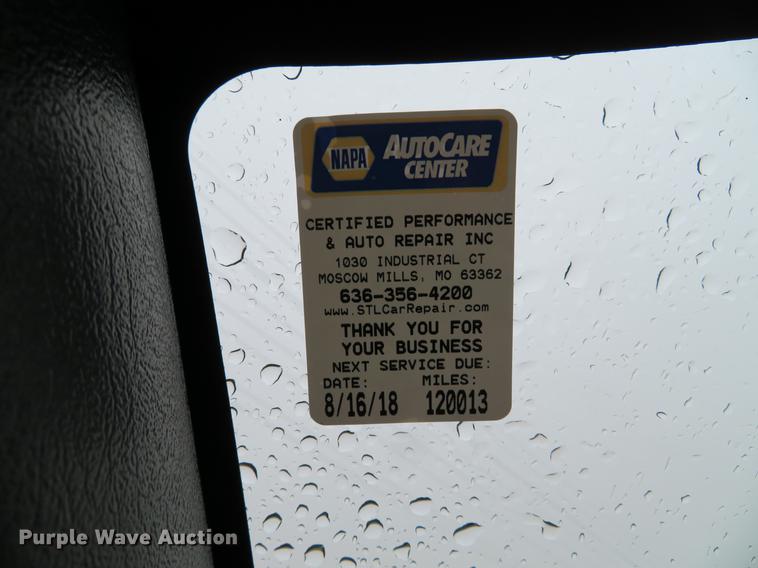 NAPA AUTOCARE
CENTER
CERTIFIED PERFORMANCE
& AUTO REPAIR INC
1030 INDUSTRIAL CT
MOSCOW MILLS, MO 63362
636-356-4200
www.STLCarRepair.com
THANK YOU FOR
YOUR BUSINESS
NEXT SERVICE DUE:
DATE: MILES:
8/16/18 120013
Purple Wave Auction